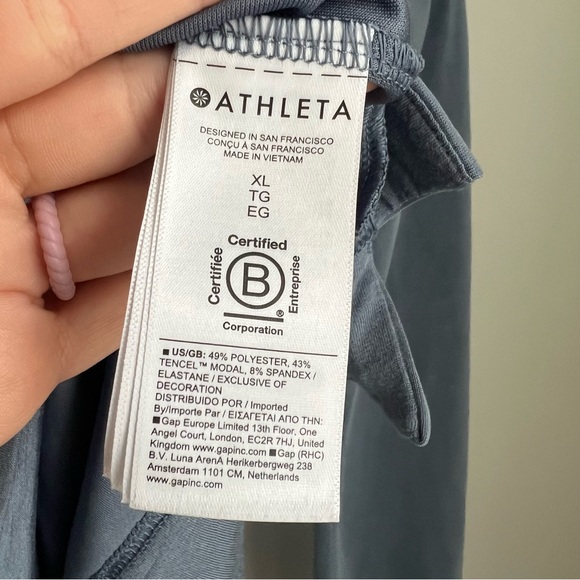 ATHLETA
DESIGNED IN SAN FRANCISCO
CONÇU À SAN FRANCISCO
MADE IN VIETNAM
XL
TG
EG
Certified
Certifiée
B
Entreprise
®
Corporation
■ US/GB: 49% POLYESTER, 43%
TENCEL™ MODAL, 8% SPANDEX /
ELASTANE / EXCLUSIVE OF
DECORATION
DISTRIBUIDO POR / Imported
By/Importe Par / ΕΙΣΑΓΕΤΑΙ ΑΠΟ ΤΗΝ:
■ Gap Europe Limited 13th Floor, One
Angel Court, London, EC2R 7HJ, United
Kingdom www.gapinc.com ■ Gap (RHC)
B.V. Luna ArenA Herikerbergweg 238
Amsterdam 1101 CM, Netherlands
www.gapinc.com